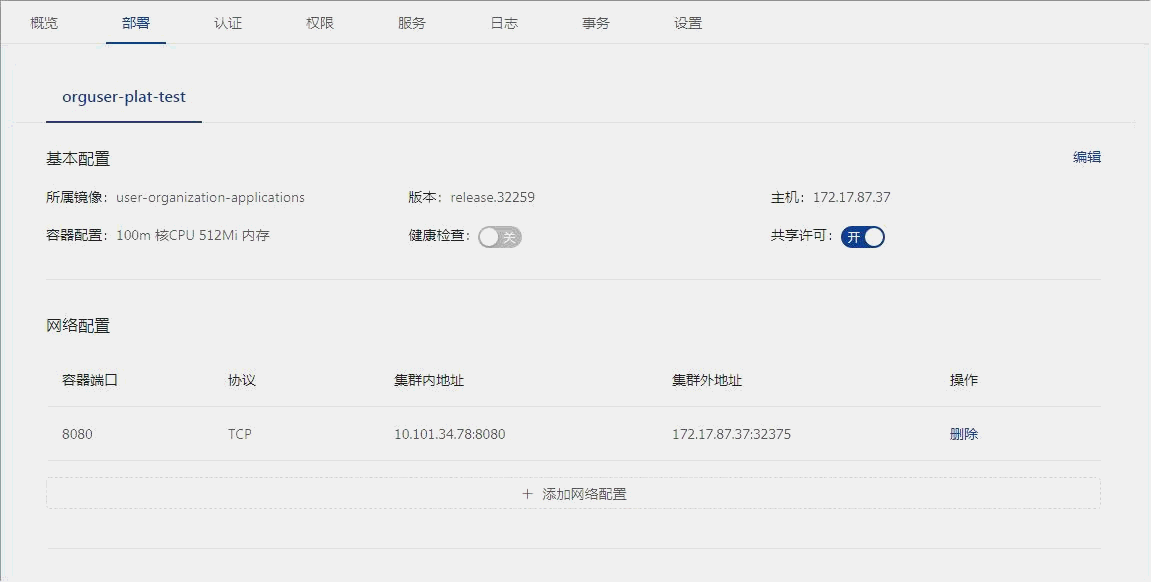 概览 部署 认证 权限 服务 日志 事务 设置
orguser-plat-test
基本配置 编辑
所属镜像: user-organization-applications 版本: release.32259 主机: 172.17.87.37
容器配置: 100m 核CPU 512Mi 内存 健康检查: 关 共享许可: 开
网络配置
容器端口 协议 集群内地址 集群外地址 操作
8080 TCP 10.101.34.78:8080 172.17.87.37:32375 删除
+ 添加网络配置